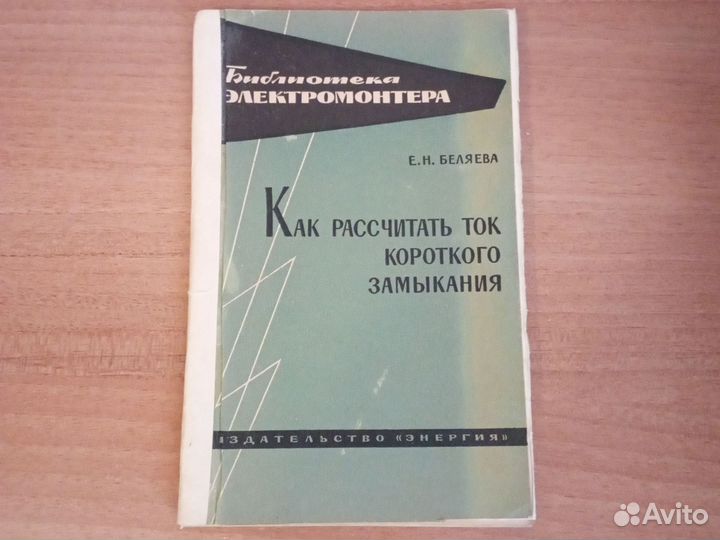 Библиотека
ЭЛЕКТРОМОНТЕРА
Е.Н. БЕЛЯЕВА
КАК РАССЧИТАТЬ ТОК
КОРОТКОГО
ЗАМЫКАНИЯ
ИЗДАТЕЛЬСТВО «ЭНЕРГИЯ»
Avito